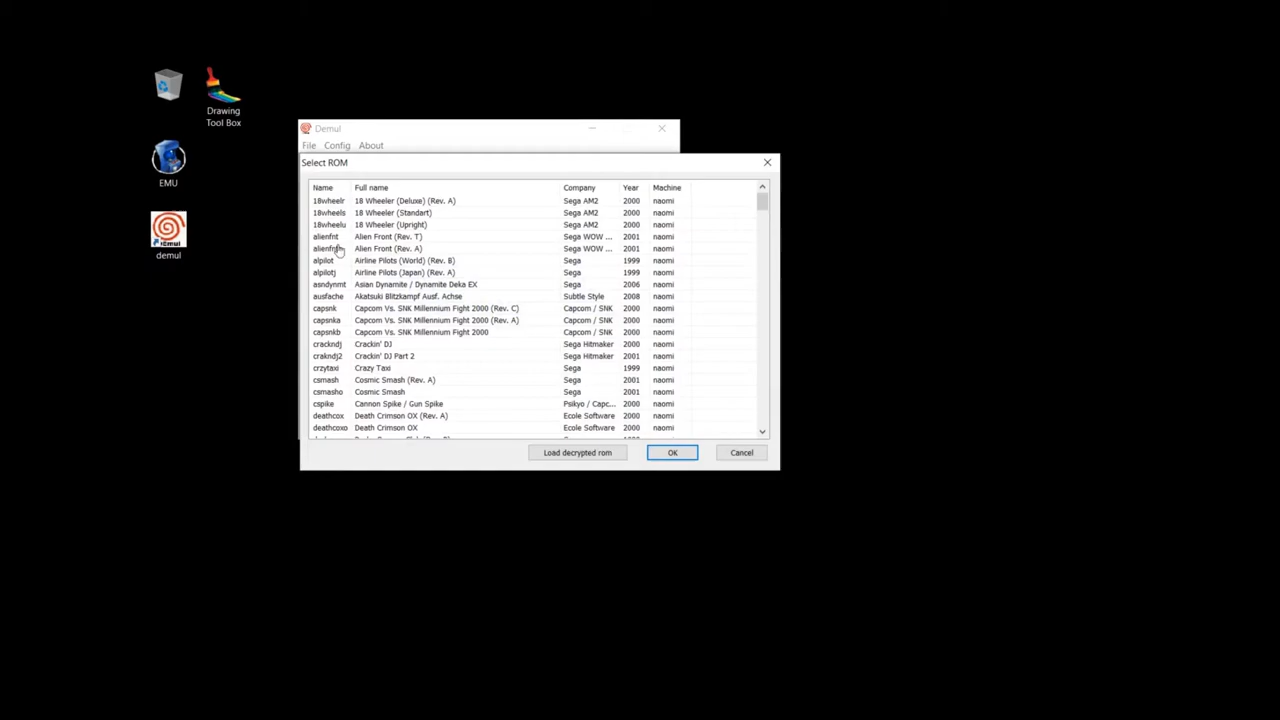 Drawing
Tool Box
EMU
DEmul
demul
Demul
File Config About
Select ROM
Name Full name Company Year Machine
18wheelr 18 Wheeler (Deluxe) (Rev. A) Sega AM2 2000 naomi
18wheels 18 Wheeler (Standart) Sega AM2 2000 naomi
18wheelu 18 Wheeler (Upright) Sega AM2 2000 naomi
alienfnt Alien Front (Rev. T) Sega WOW ... 2001 naomi
Alien Front (Rev. A) Sega WOW ... 2001 naomi
alpilot Airline Pilots (World) (Rev. B) Sega 1999 naomi
alpilotj Airline Pilots (Japan) (Rev. A) Sega 1999 naomi
asndynmt Asian Dynamite / Dynamite Deka EX Sega 2006 naomi
ausfache Akatsuki Blitzkampf Ausf. Achse Subtle Style 2008 naomi
capsnk Capcom Vs. SNK Millennium Fight 2000 (Rev. C) Capcom / SNK 2000 naomi
capsnka Capcom Vs. SNK Millennium Fight 2000 (Rev. A) Capcom / SNK 2000 naomi
capsnkb Capcom Vs. SNK Millennium Fight 2000 Capcom / SNK 2000 naomi
crackndj Crackin' DJ Sega Hitmaker 2000 naomi
crakndj2 Crackin' DJ Part 2 Sega Hitmaker 2001 naomi
crzytaxi Crazy Taxi Sega 1999 naomi
csmash Cosmic Smash (Rev. A) Sega 2001 naomi
csmasho Cosmic Smash Sega 2001 naomi
cspike Cannon Spike / Gun Spike Psikyo / Capc... 2000 naomi
deathcox Death Crimson OX (Rev. A) Ecole Software 2000 naomi
deathcoxo Death Crimson OX Ecole Software 2000 naomi
Load decrypted rom OK Cancel